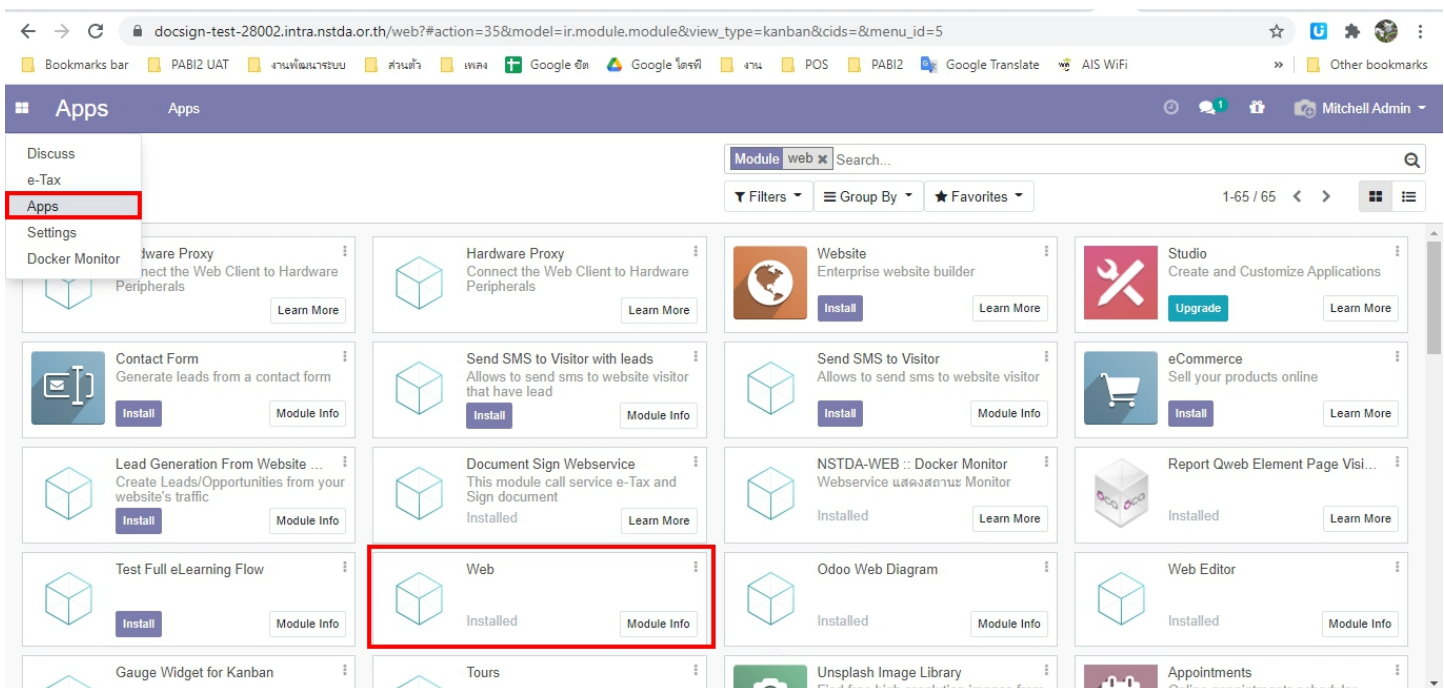 docsign-test-28002.intra.nstda.or.th/web?#action=35&model=ir.module.module&view_type=kanban&cids=&menu_id=5
Bookmarks bar PABI2 UAT งานพัฒนาระบบ ส่วนตัว เพลง Google ชีต Google ไดรฟ์ งาน POS PABI2 Google Translate AIS WiFi » Other bookmarks
Apps Apps 1 Mitchell Admin
Discuss
e-Tax
Apps
Settings
Docker Monitor
Module web × Search...
Filters Group By Favorites 1-65 / 65
dware Proxy
nect the Web Client to Hardware
Peripherals
Learn More
Hardware Proxy
Connect the Web Client to Hardware
Peripherals
Learn More
Website
Enterprise website builder
Install Learn More
Studio
Create and Customize Applications
Upgrade Learn More
Contact Form
Generate leads from a contact form
Install Module Info
Send SMS to Visitor with leads
Allows to send sms to website visitor
that have lead
Install Module Info
Send SMS to Visitor
Allows to send sms to website visitor
Install Module Info
eCommerce
Sell your products online
Install Learn More
Lead Generation From Website ...
Create Leads/Opportunities from your
website's traffic
Install Module Info
Document Sign Webservice
This module call service e-Tax and
Sign document
Installed Learn More
NSTDA-WEB :: Docker Monitor
Webservice แสดงสถานะ Monitor
Installed Learn More
oca oca
Report Qweb Element Page Visi...
Installed Learn More
Test Full eLearning Flow
Install Module Info
Web
Installed Module Info
Odoo Web Diagram
Installed Module Info
Web Editor
Installed Module Info
Gauge Widget for Kanban
Tours
Unsplash Image Library
Find free high resolution images from
Appointments
Online appointments scheduler